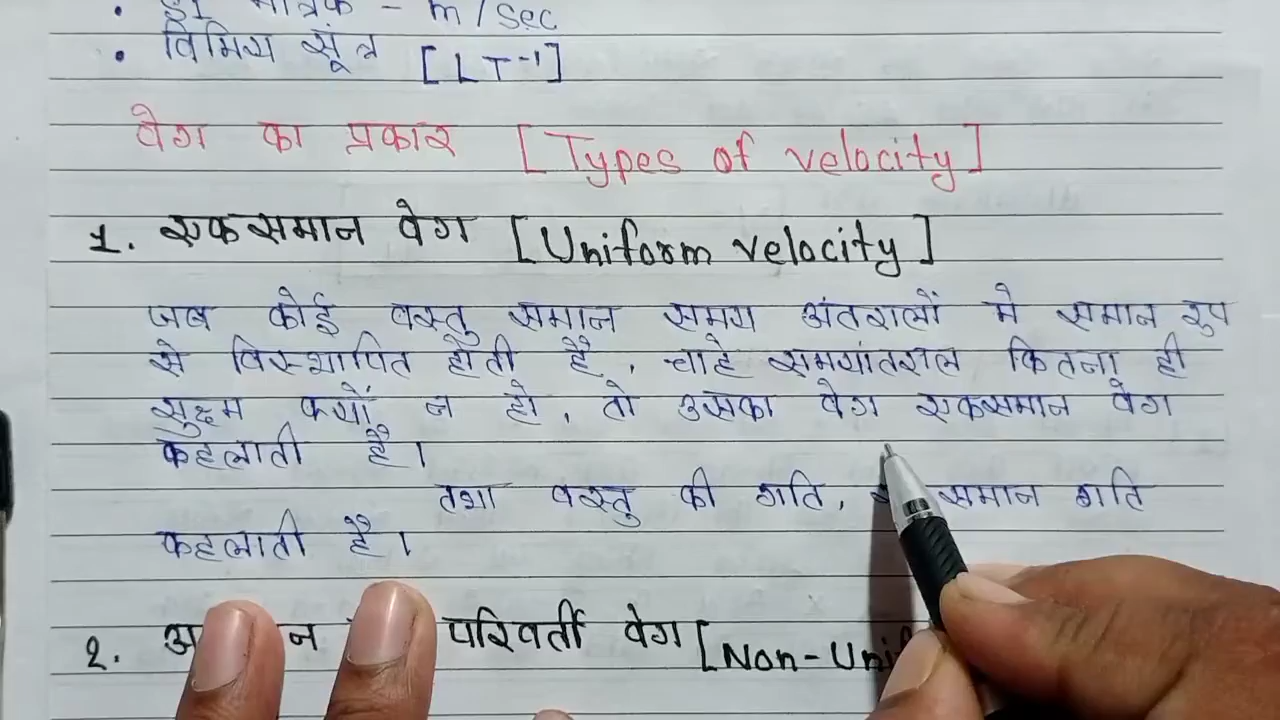 • SI मात्रक - m/sec
• विमिय सूत्र [LT⁻¹]
वेग का प्रकार [Types of velocity]
1. एकसमान वेग [Uniform velocity]
जब कोई वस्तु समान समय अंतरालों मे समान रुप
से विस्थापित होती है, चाहे समयांतराल कितना ही
सुक्ष्म क्यों न हो, तो उसका वेग एकसमान वेग
कहलाती है।
तथा वस्तु की गति, समान गति
कहलाती है।
2. परिवर्ती वेग [Non-Unif